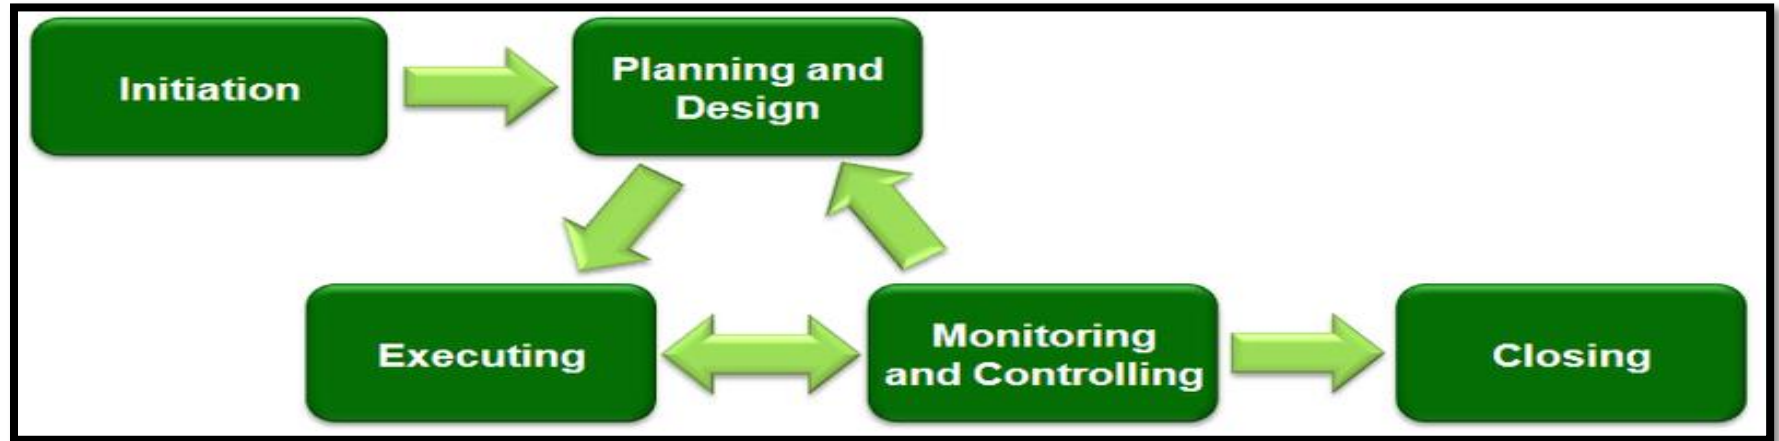 Initiation
Planning and
Design
Executing
Monitoring
and Controlling
Closing